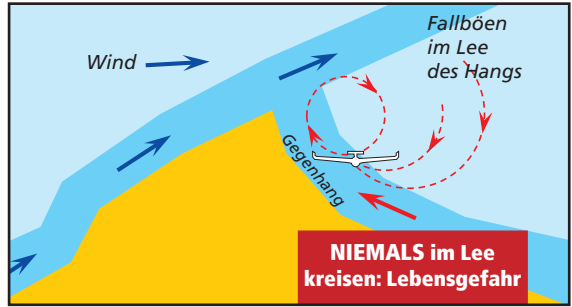 Wind
Fallböen
im Lee
des Hangs
Gegenhang
NIEMALS im Lee
kreisen: Lebensgefahr